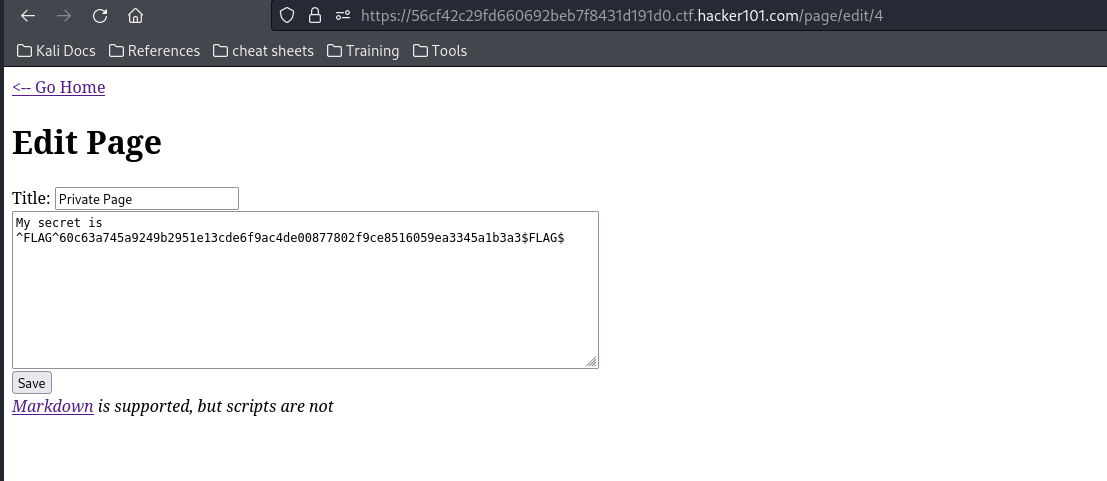 https://56cf42c29fd660692beb7f8431d191d0.ctf.hacker101.com/page/edit/4
Kali Docs References cheat sheets Training Tools
<-- Go Home
Edit Page
Title: Private Page
My secret is
^FLAG^60c63a745a9249b2951e13cde6f9ac4de00877802f9ce8516059ea3345a1b3a3$FLAG$
Save
Markdown is supported, but scripts are not